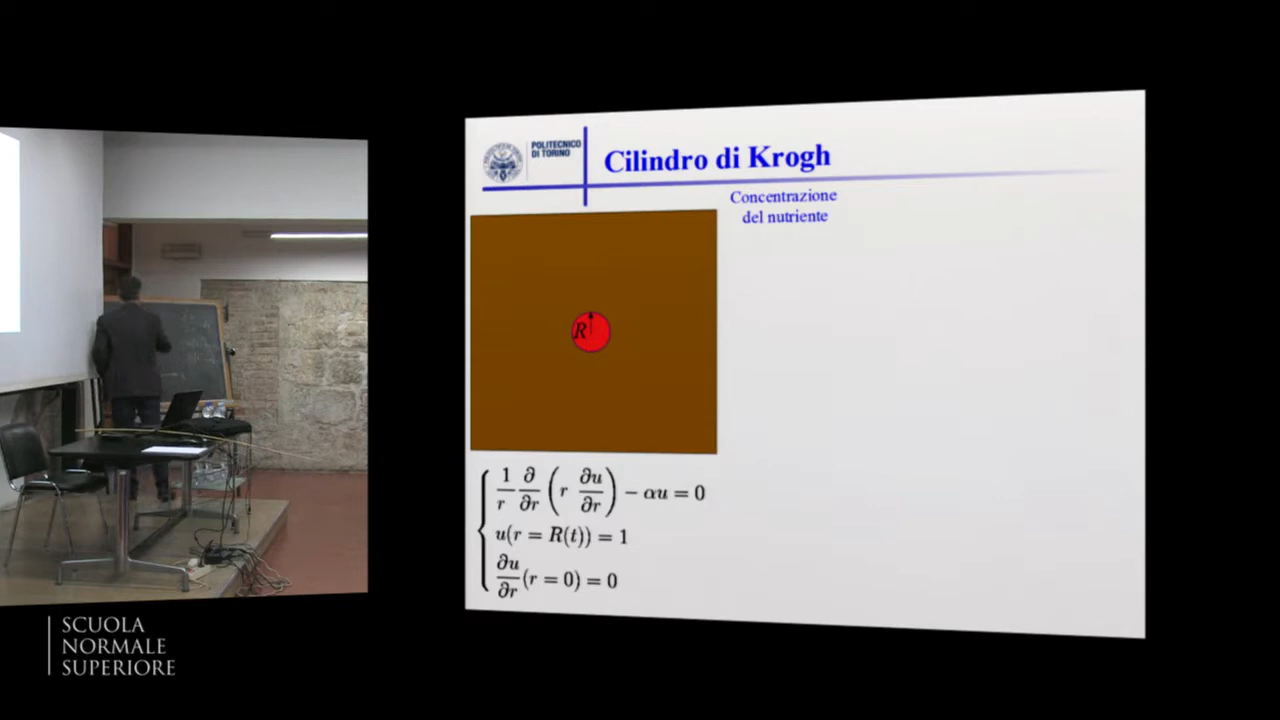 POLITECNICO
DI TORINO
Cilindro di Krogh
Concentrazione
del nutriente
R
1/r ∂/∂r (r ∂u/∂r) − αu = 0
u(r = R(t)) = 1
∂u/∂r (r = 0) = 0
SCUOLA
NORMALE
SUPERIORE